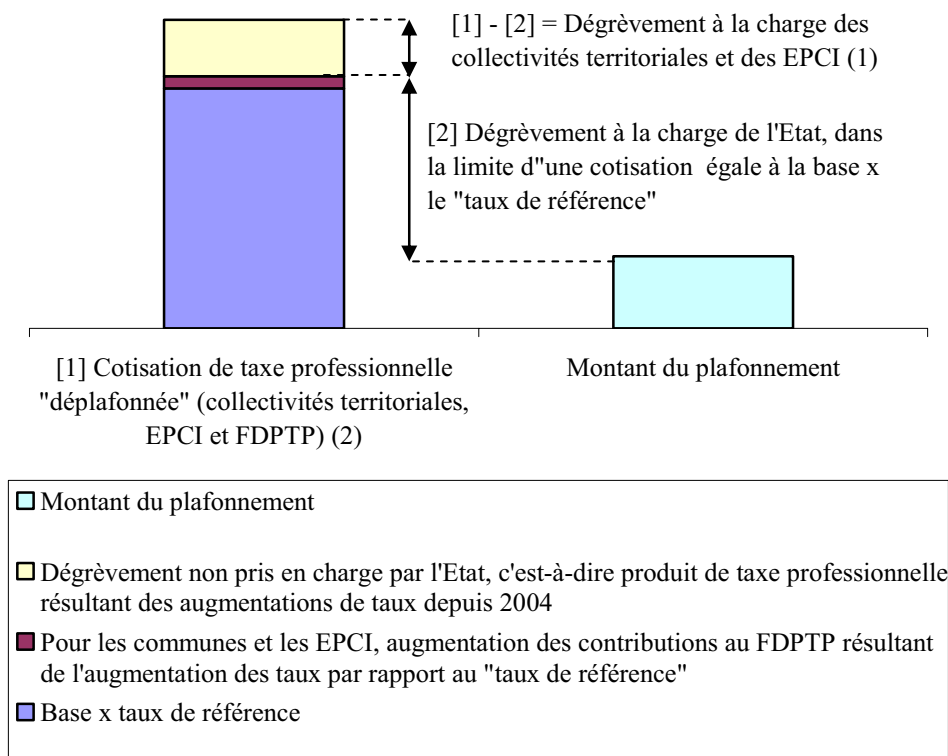 [1] - [2] = Dégrèvement à la charge des
collectivités territoriales et des EPCI (1)
[2] Dégrèvement à la charge de l'Etat, dans
la limite d"une cotisation égale à la base x
le "taux de référence"
[1] Cotisation de taxe professionnelle
"déplafonnée" (collectivités territoriales,
EPCI et FDPTP) (2)
Montant du plafonnement
Montant du plafonnement
Dégrèvement non pris en charge par l'Etat, c'est-à-dire produit de taxe professionnelle
résultant des augmentations de taux depuis 2004
Pour les communes et les EPCI, augmentation des contributions au FDPTP résultant
de l'augmentation des taux par rapport au "taux de référence"
Base x taux de référence